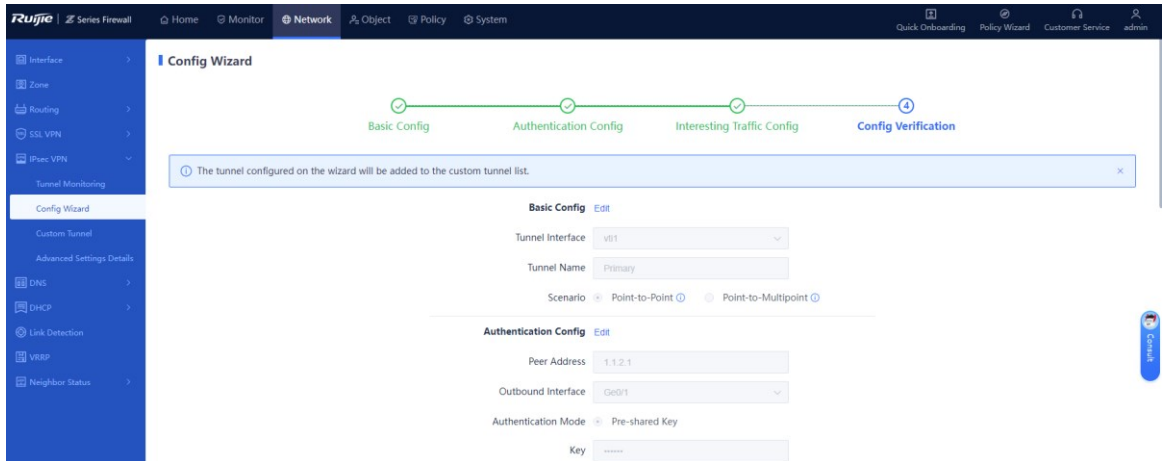 Ruijie | Z Series Firewall Home Monitor Network Object Policy System Quick Onboarding Policy Wizard Customer Service admin
Interface
Zone
Routing
SSL VPN
IPsec VPN
Tunnel Monitoring
Config Wizard
Custom Tunnel
Advanced Settings Details
DNS
DHCP
Link Detection
VRRP
Neighbor Status
Config Wizard
4
Basic Config Authentication Config Interesting Traffic Config Config Verification
The tunnel configured on the wizard will be added to the custom tunnel list.
Basic Config Edit
Tunnel Interface vti1
Tunnel Name Primary
Scenario Point-to-Point Point-to-Multipoint
Authentication Config Edit
Peer Address 1.1.2.1
Outbound Interface Ge0/1
Authentication Mode Pre-shared Key
Key ••••••
Consult